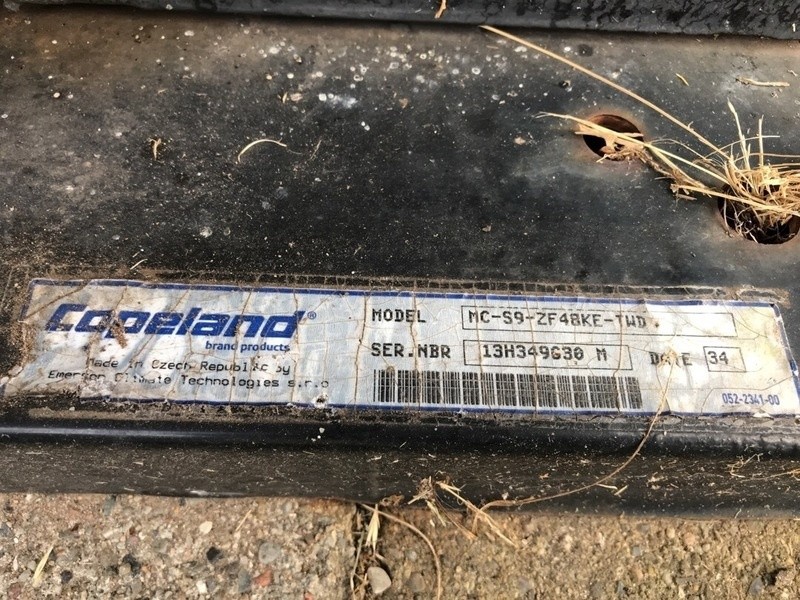 Copeland®
brand products
Made in Czech Republic by
Emerson Climate Technologies s.r.o
MODEL MC-S9-ZF48KE-TWD
SER.NBR 13H349630 M DATE 34
052-2341-00